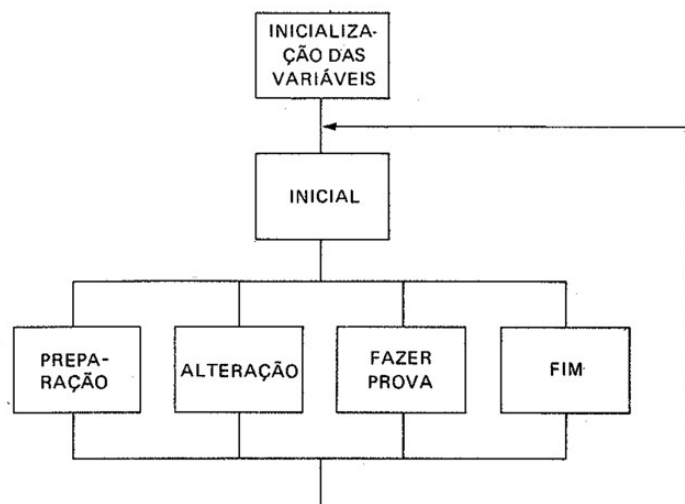 INICIALIZA-
ÇÃO DAS
VARIÁVEIS
INICIAL
PREPA-
RAÇÃO
ALTERAÇÃO
FAZER
PROVA
FIM